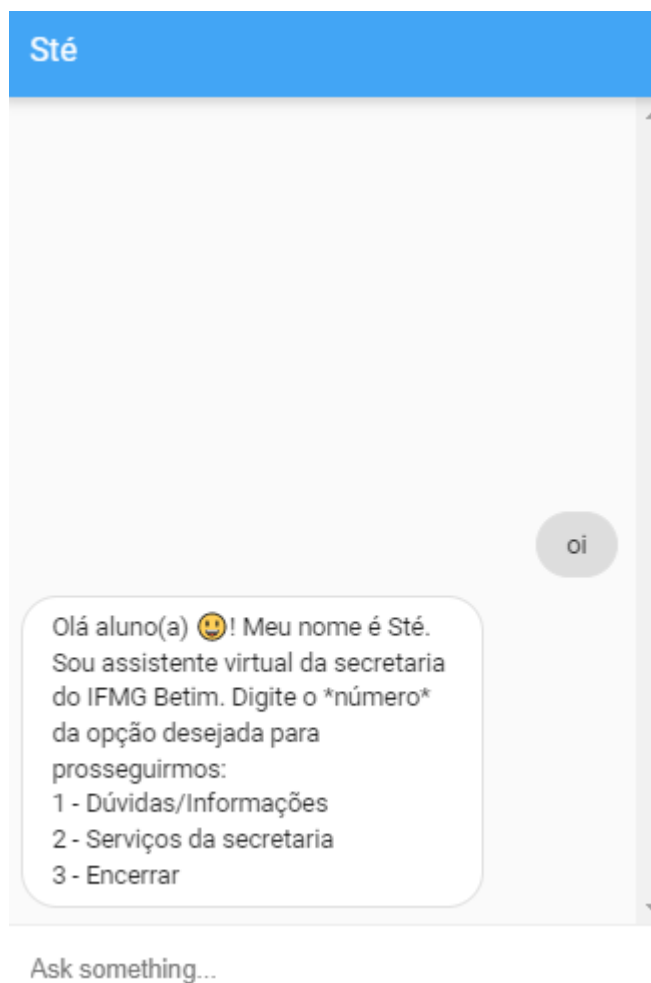 Sté
oi
Olá aluno(a) 😃! Meu nome é Sté.
Sou assistente virtual da secretaria
do IFMG Betim. Digite o *número*
da opção desejada para
prosseguirmos:
1 - Dúvidas/Informações
2 - Serviços da secretaria
3 - Encerrar
Ask something...